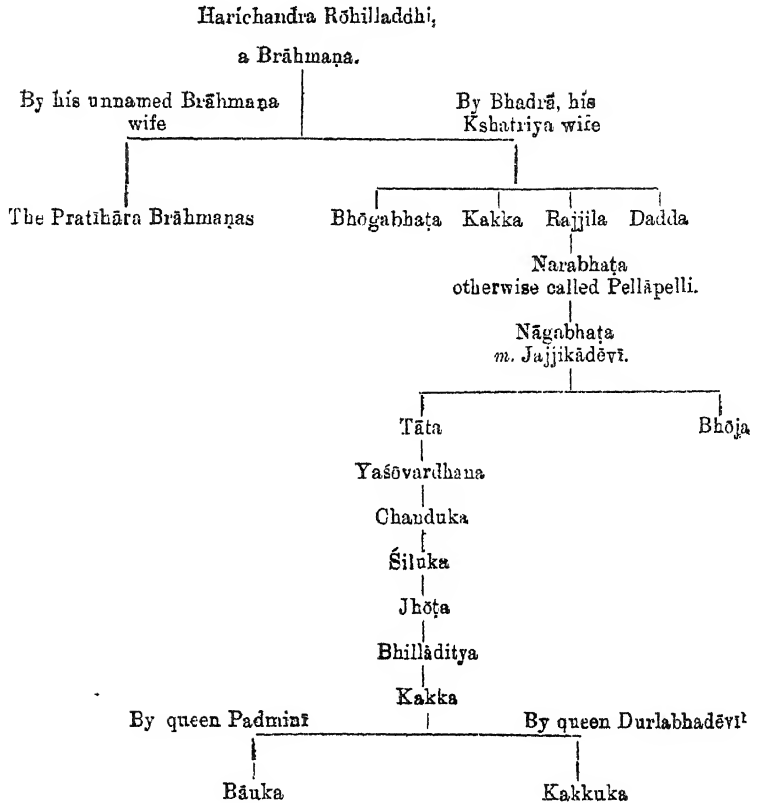 Harichandra Rōhilladdhi,
a Brāhmaṇa.
By his unnamed Brāhmaṇa
wife
By Bhadrā, his
Kshatriya wife
The Pratīhāra Brāhmaṇas
Bhōgabhaṭa Kakka Rajjila Dadda
Narabhaṭa
otherwise called Pellāpelli.
Nāgabhaṭa
m. Jajjikādēvī.
Tāta Bhōja
Yaśōvardhana
Chanduka
Śiluka
Jhōṭa
Bhillāditya
Kakka
By queen Padminī By queen Durlabhadēvī¹
Bāuka Kakkuka